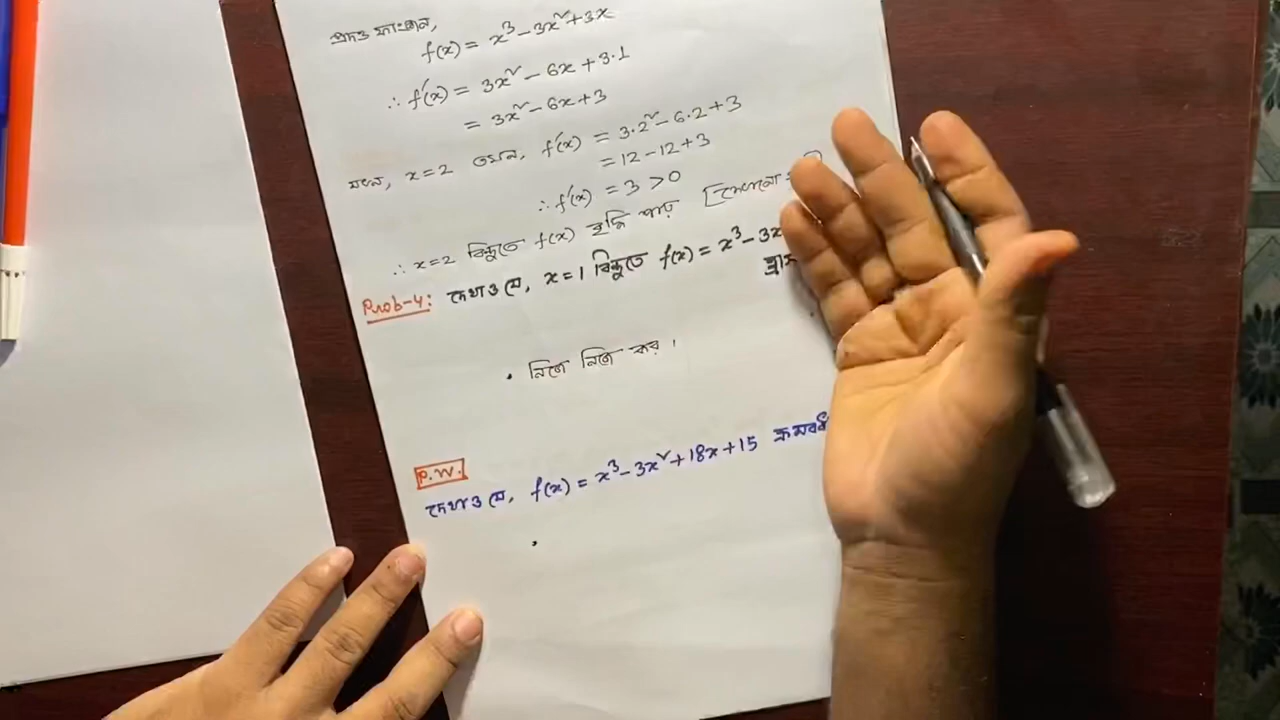 প্রদত্ত ফাংশন,
f(x) = x³ - 3x² + 3x
∴ f′(x) = 3x² - 6x + 3·1
= 3x² - 6x + 3
যখন, x = 2 তখন, f′(x) = 3·2² - 6·2 + 3
= 12 - 12 + 3
∴ f′(x) = 3 > 0
∴ x = 2 বিন্দুতে f(x) বৃদ্ধি পায় [দেখানো
Prob-4: দেখাও যে, x = 1 বিন্দুতে f(x) = x³ - 3x
হ্রাস
• নিজে নিজে কর।
P.W.
দেখাও যে, f(x) = x³ - 3x² + 18x + 15